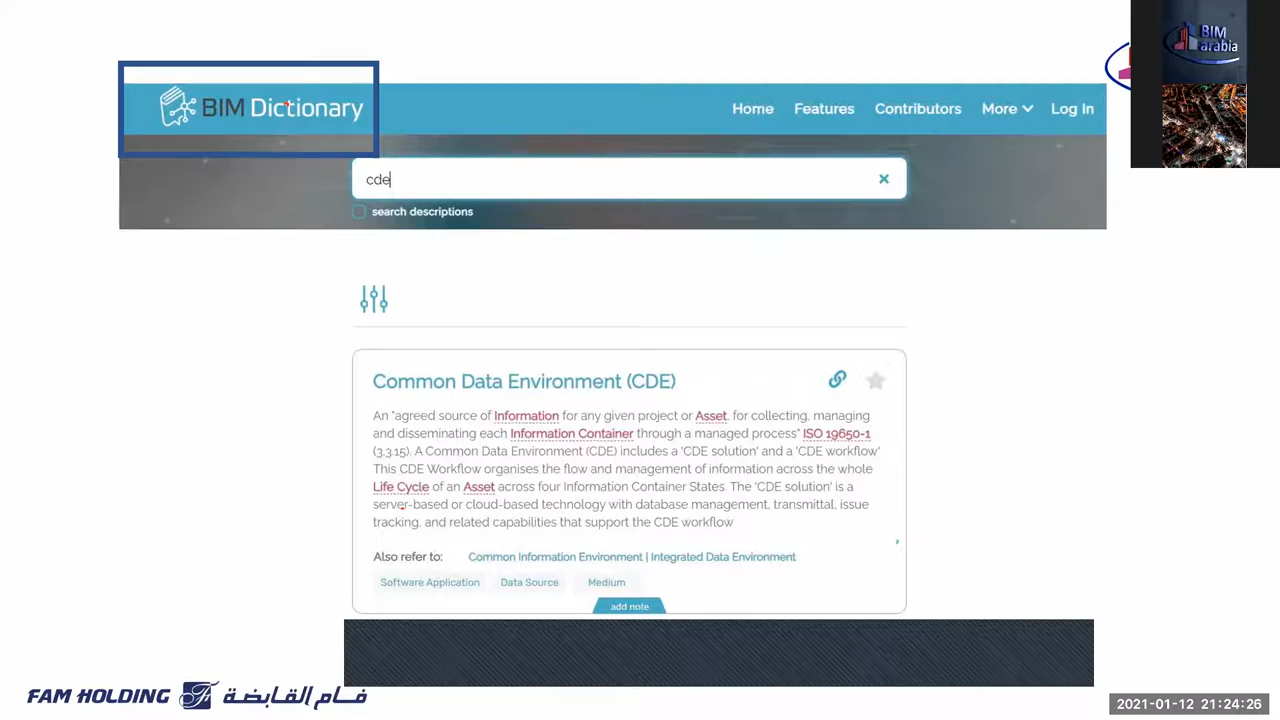 BIM Dictionary
Home Features Contributors More Log In
BIM
arabia
cde
search descriptions
Common Data Environment (CDE)
An "agreed source of Information for any given project or Asset, for collecting, managing
and disseminating each Information Container through a managed process" ISO 19650-1
(3.3.15). A Common Data Environment (CDE) includes a 'CDE solution' and a 'CDE workflow'
This CDE Workflow organises the flow and management of information across the whole
Life Cycle of an Asset across four Information Container States. The 'CDE solution' is a
server-based or cloud-based technology with database management, transmittal, issue
tracking, and related capabilities that support the CDE workflow
Also refer to: Common Information Environment | Integrated Data Environment
Software Application Data Source Medium
add note
FAM HOLDING فام القابضة
2021-01-12 21:24:26